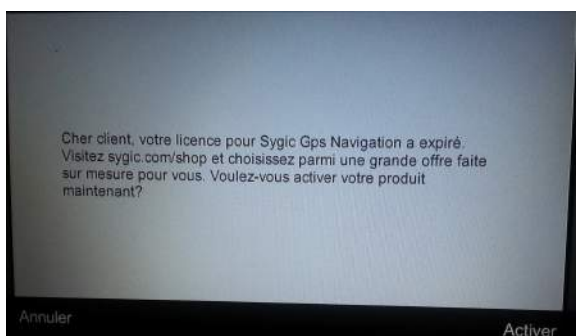 Cher client, votre licence pour Sygic Gps Navigation a expiré.
Visitez sygic.com/shop et choisissez parmi une grande offre faite
sur mesure pour vous. Voulez-vous activer votre produit
maintenant?
Annuler
Activer